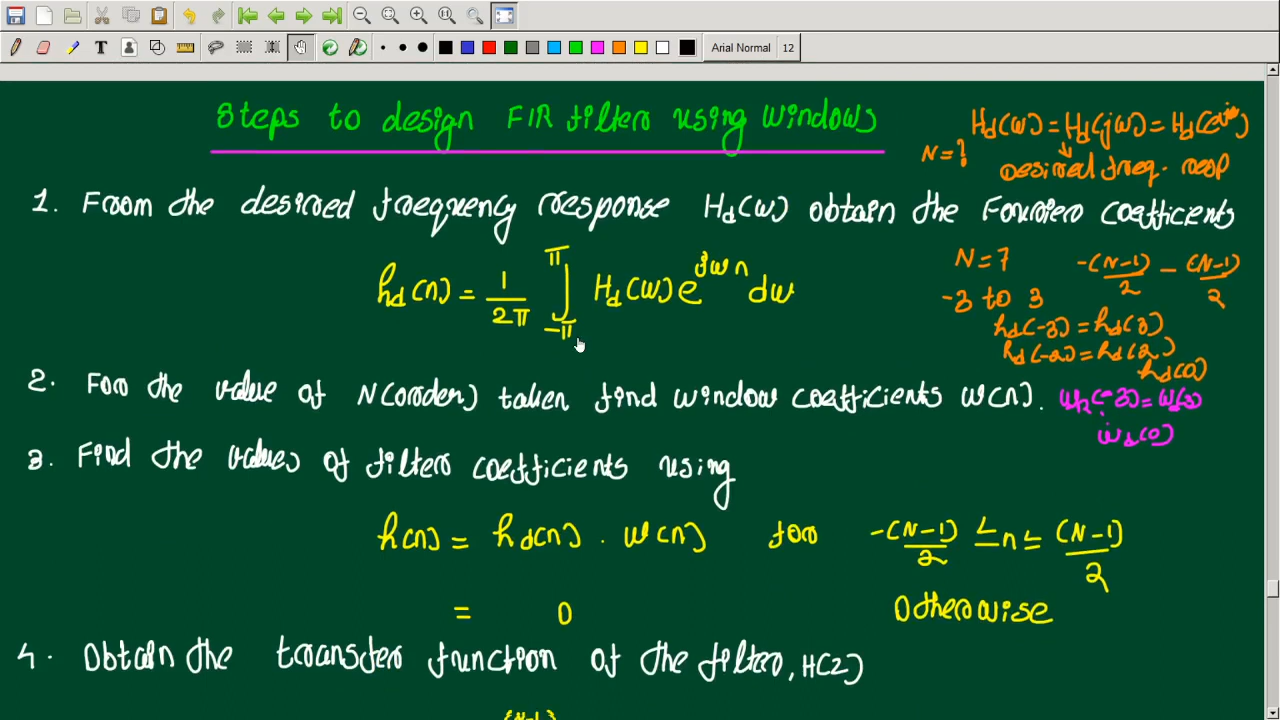 Arial Normal 12
Steps to design FIR filter using windows
Hd(ω) = Hd(jω) = Hd(e^jω)
N = ?
Desired freq. resp
1. From the desired frequency response Hd(ω) obtain the Fourier coefficients
hd(n) = 1/2π ∫_{-π}^{π} Hd(ω) e^{jωn} dω
N = 7
-(N-1)/2 - (N-1)/2
-3 to 3
hd(-3) = hd(3)
hd(-2) = hd(2)
hd(0)
2. For the value of N(order) taken find window coefficients w(n).
wd(0)
3. Find the values of filter coefficients using
h(n) = hd(n) . w(n) for -(N-1)/2 ≤ n ≤ (N-1)/2
= 0 Otherwise
4. Obtain the transfer function of the filter, H(Z)